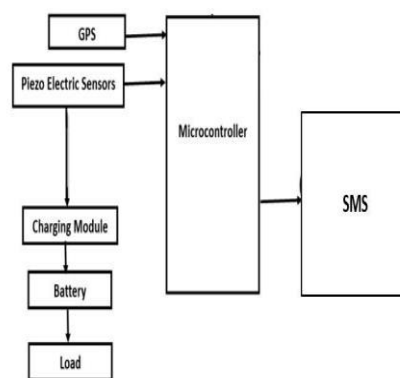 GPS
Piezo Electric Sensors
Microcontroller
SMS
Charging Module
Battery
Load